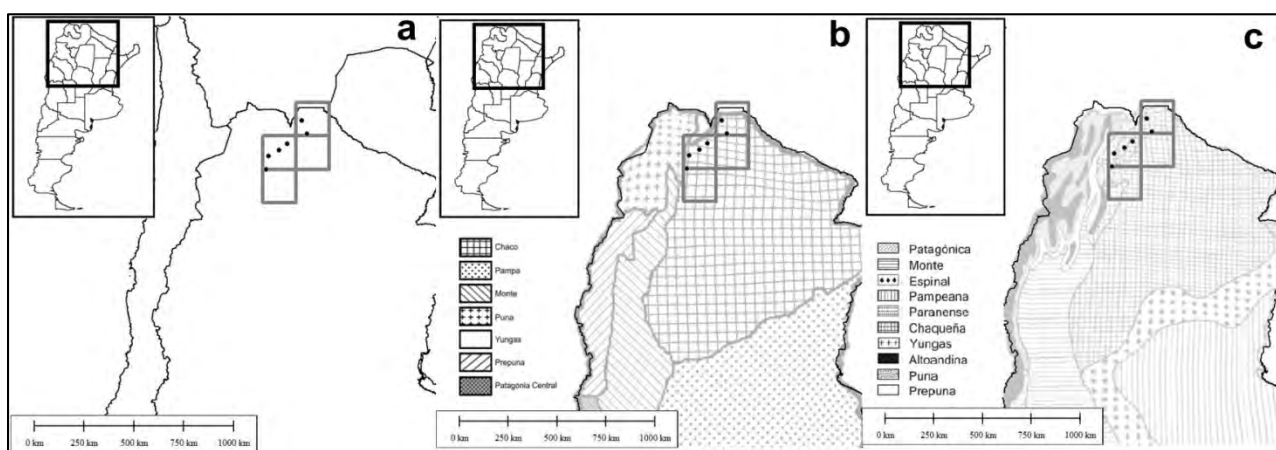 a
0 km 250 km 500 km 750 km 1000 km
b
Chaco
Pampa
Monte
Puna
Yungas
Prepuna
Patagonia Central
0 km 250 km 500 km 750 km 1000 km
c
Patagónica
Monte
Espinal
Pampeana
Paranense
Chaqueña
Yungas
Altoandina
Puna
Prepuna
0 km 250 km 500 km 750 km 1000 km